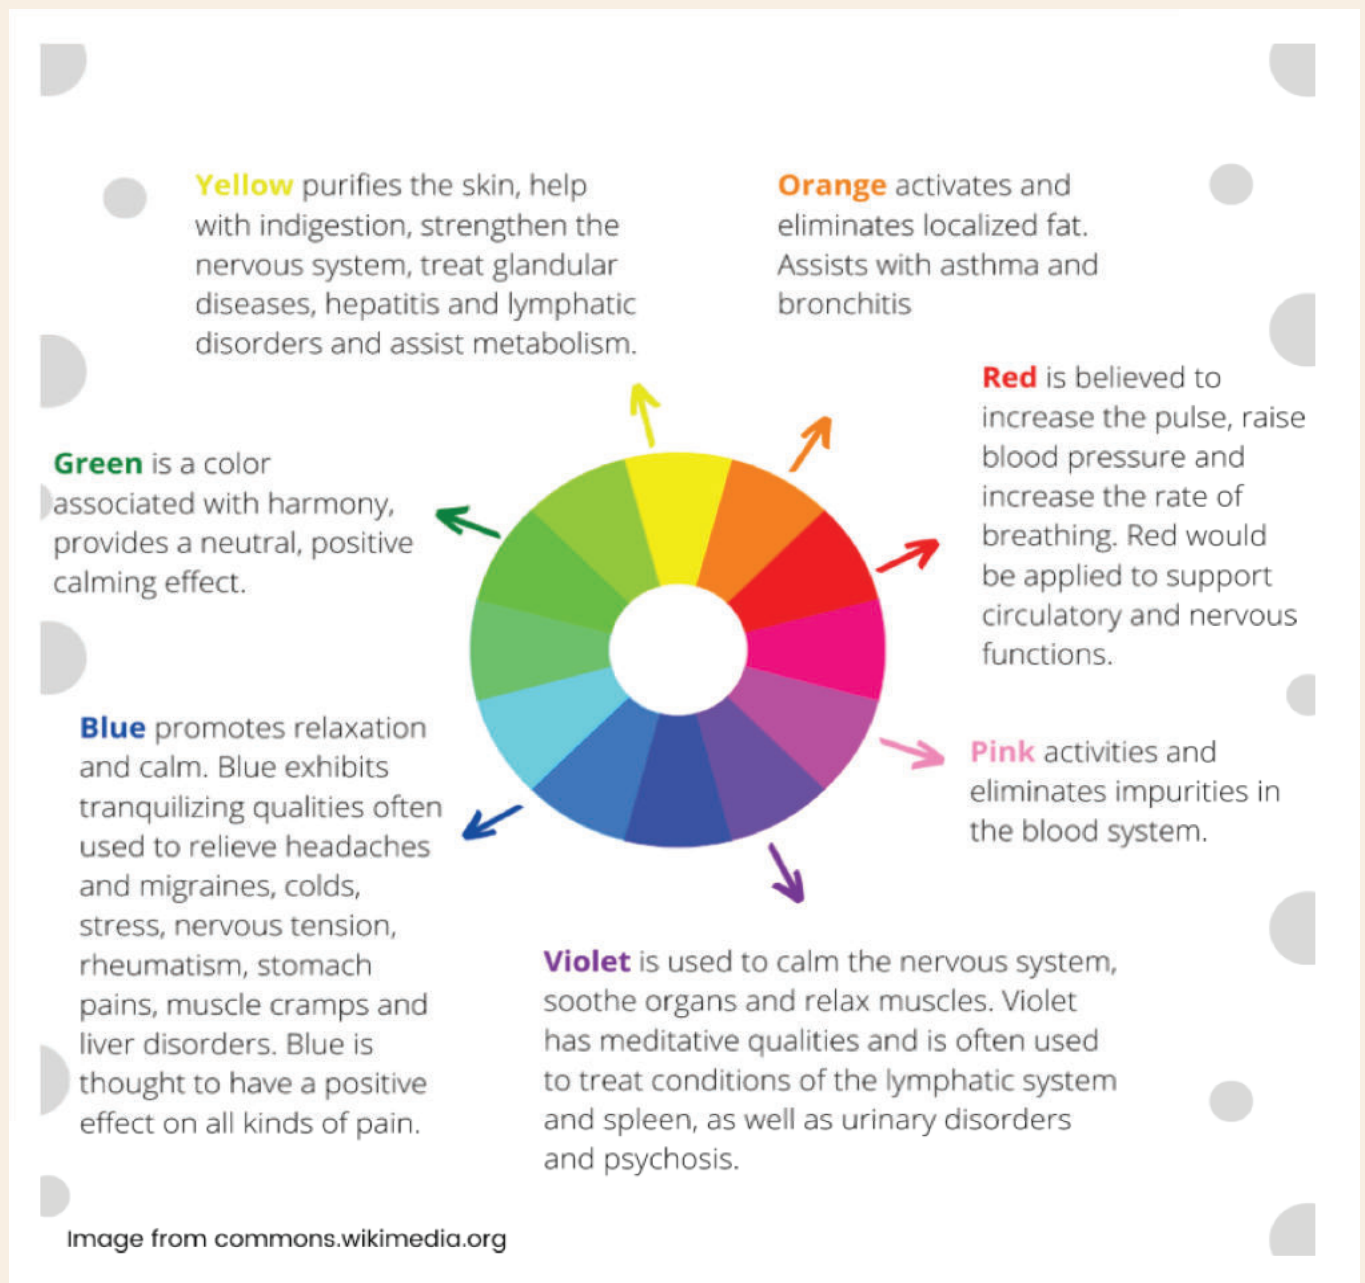 Yellow purifies the skin, help
with indigestion, strengthen the
nervous system, treat glandular
diseases, hepatitis and lymphatic
disorders and assist metabolism.
Orange activates and
eliminates localized fat.
Assists with asthma and
bronchitis
Red is believed to
increase the pulse, raise
blood pressure and
increase the rate of
breathing. Red would
be applied to support
circulatory and nervous
functions.
Green is a color
associated with harmony,
provides a neutral, positive
calming effect.
Blue promotes relaxation
and calm. Blue exhibits
tranquilizing qualities often
used to relieve headaches
and migraines, colds,
stress, nervous tension,
rheumatism, stomach
pains, muscle cramps and
liver disorders. Blue is
thought to have a positive
effect on all kinds of pain.
Pink activities and
eliminates impurities in
the blood system.
Violet is used to calm the nervous system,
soothe organs and relax muscles. Violet
has meditative qualities and is often used
to treat conditions of the lymphatic system
and spleen, as well as urinary disorders
and psychosis.
Image from commons.wikimedia.org